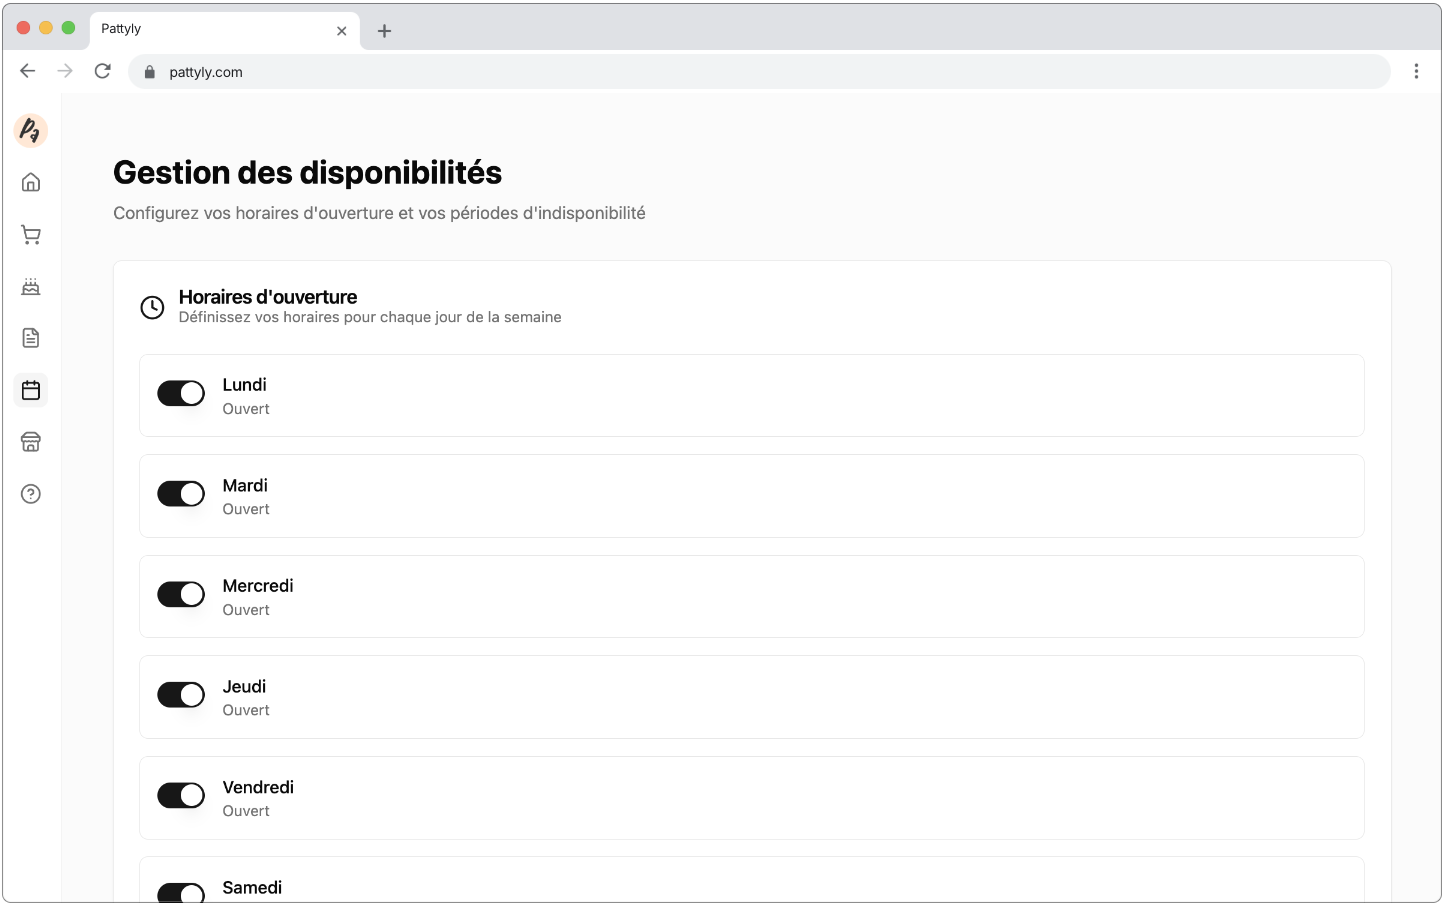 Pattyly
pattyly.com
Pa
Gestion des disponibilités
Configurez vos horaires d'ouverture et vos périodes d'indisponibilité
Horaires d'ouverture
Définissez vos horaires pour chaque jour de la semaine
Lundi
Ouvert
Mardi
Ouvert
Mercredi
Ouvert
Jeudi
Ouvert
Vendredi
Ouvert
Samedi